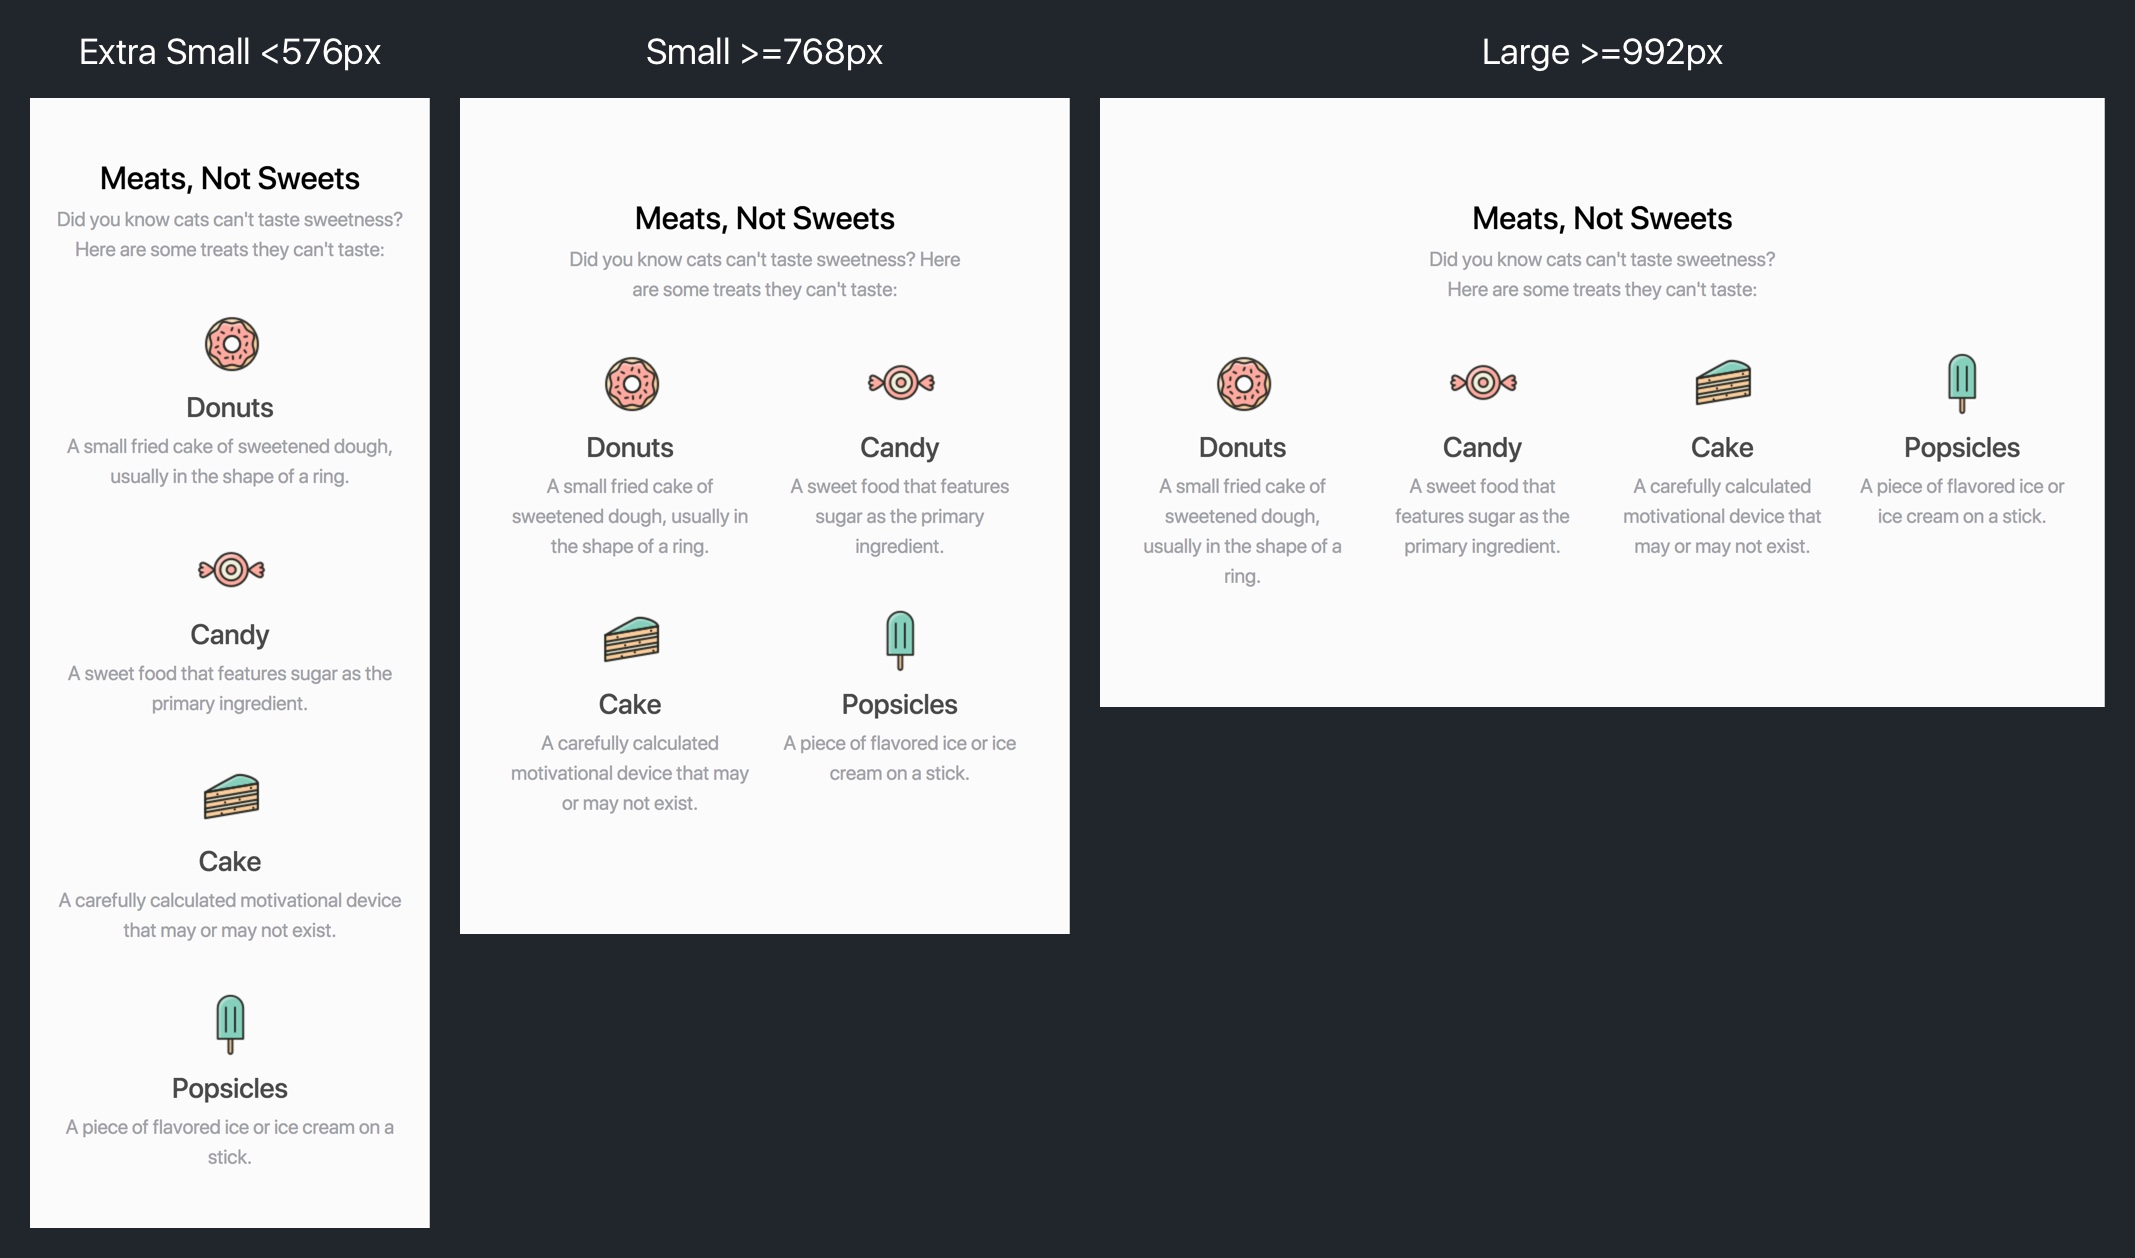 Extra Small <576px
Meats, Not Sweets
Did you know cats can't taste sweetness?
Here are some treats they can't taste:
Donuts
A small fried cake of sweetened dough,
usually in the shape of a ring.
Candy
A sweet food that features sugar as the
primary ingredient.
Cake
A carefully calculated motivational device
that may or may not exist.
Popsicles
A piece of flavored ice or ice cream on a
stick.
Small >=768px
Meats, Not Sweets
Did you know cats can't taste sweetness? Here
are some treats they can't taste:
Donuts
A small fried cake of
sweetened dough, usually in
the shape of a ring.
Candy
A sweet food that features
sugar as the primary
ingredient.
Cake
A carefully calculated
motivational device that may
or may not exist.
Popsicles
A piece of flavored ice or ice
cream on a stick.
Large >=992px
Meats, Not Sweets
Did you know cats can't taste sweetness?
Here are some treats they can't taste:
Donuts
A small fried cake of
sweetened dough,
usually in the shape of a
ring.
Candy
A sweet food that
features sugar as the
primary ingredient.
Cake
A carefully calculated
motivational device that
may or may not exist.
Popsicles
A piece of flavored ice or
ice cream on a stick.